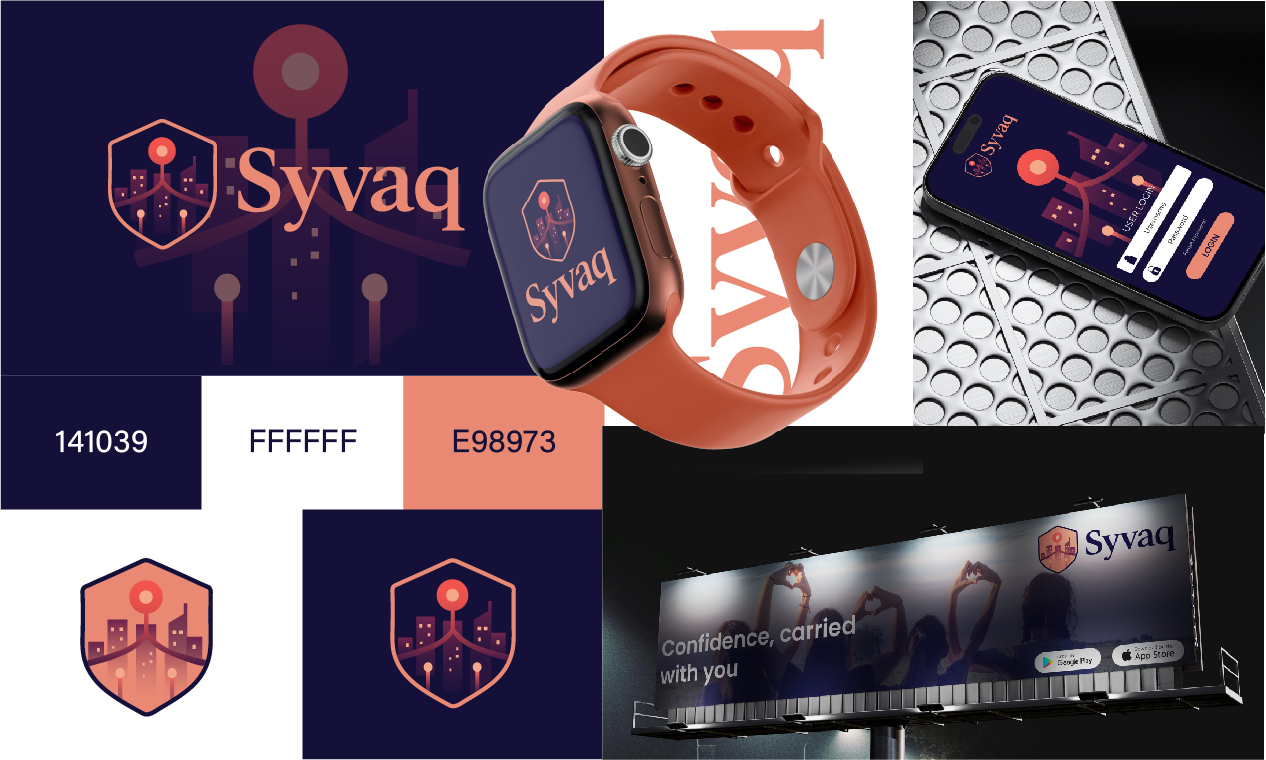 Syvaq
Syvaq
Syvaq
Syvaq
USER LOGIN
Username
Password
LOGIN
141039
FFFFFF
E98973
Syvaq
Confidence, carried
with you
Google Play
App Store